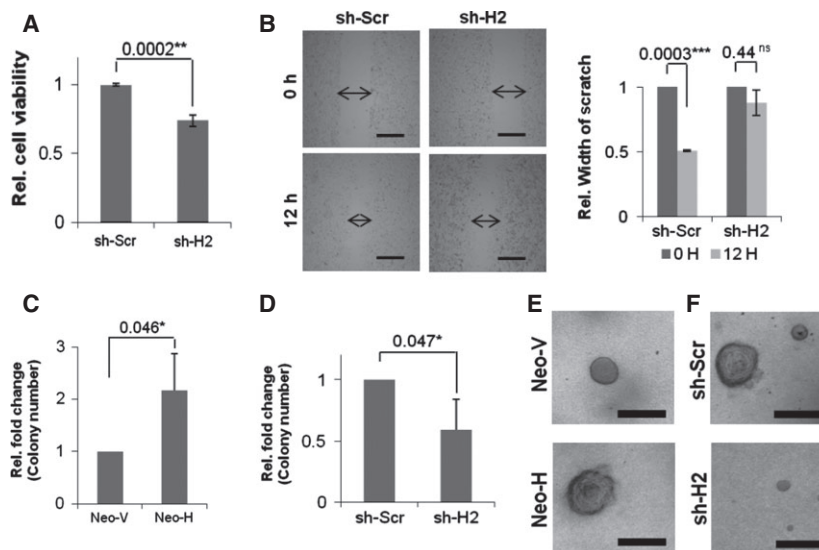 A
Rel. cell viability
0.0002**
1
0.5
0
sh-Scr
sh-H2
B
sh-Scr
sh-H2
0 h
12 h
Rel. Width of scratch
0.0003***
0.44 ns
1
0.5
0
sh-Scr
sh-H2
0 H
12 H
C
Rel. fold change
(Colony number)
0.046*
3
2
1
0
Neo-V
Neo-H
D
Rel. fold change
(Colony number)
0.047*
1
0.5
0
sh-Scr
sh-H2
E
Neo-V
Neo-H
F
sh-Scr
sh-H2